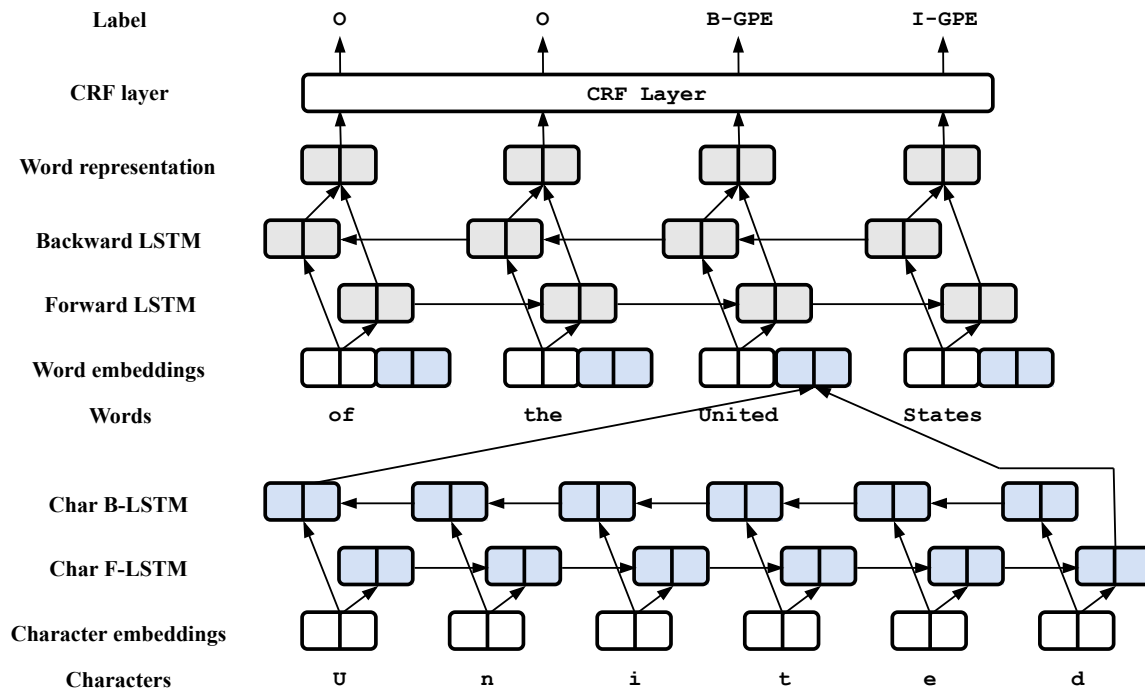 Label O O B-GPE I-GPE
CRF layer CRF Layer
Word representation
Backward LSTM
Forward LSTM
Word embeddings
Words of the United States
Char B-LSTM
Char F-LSTM
Character embeddings
Characters U n i t e d